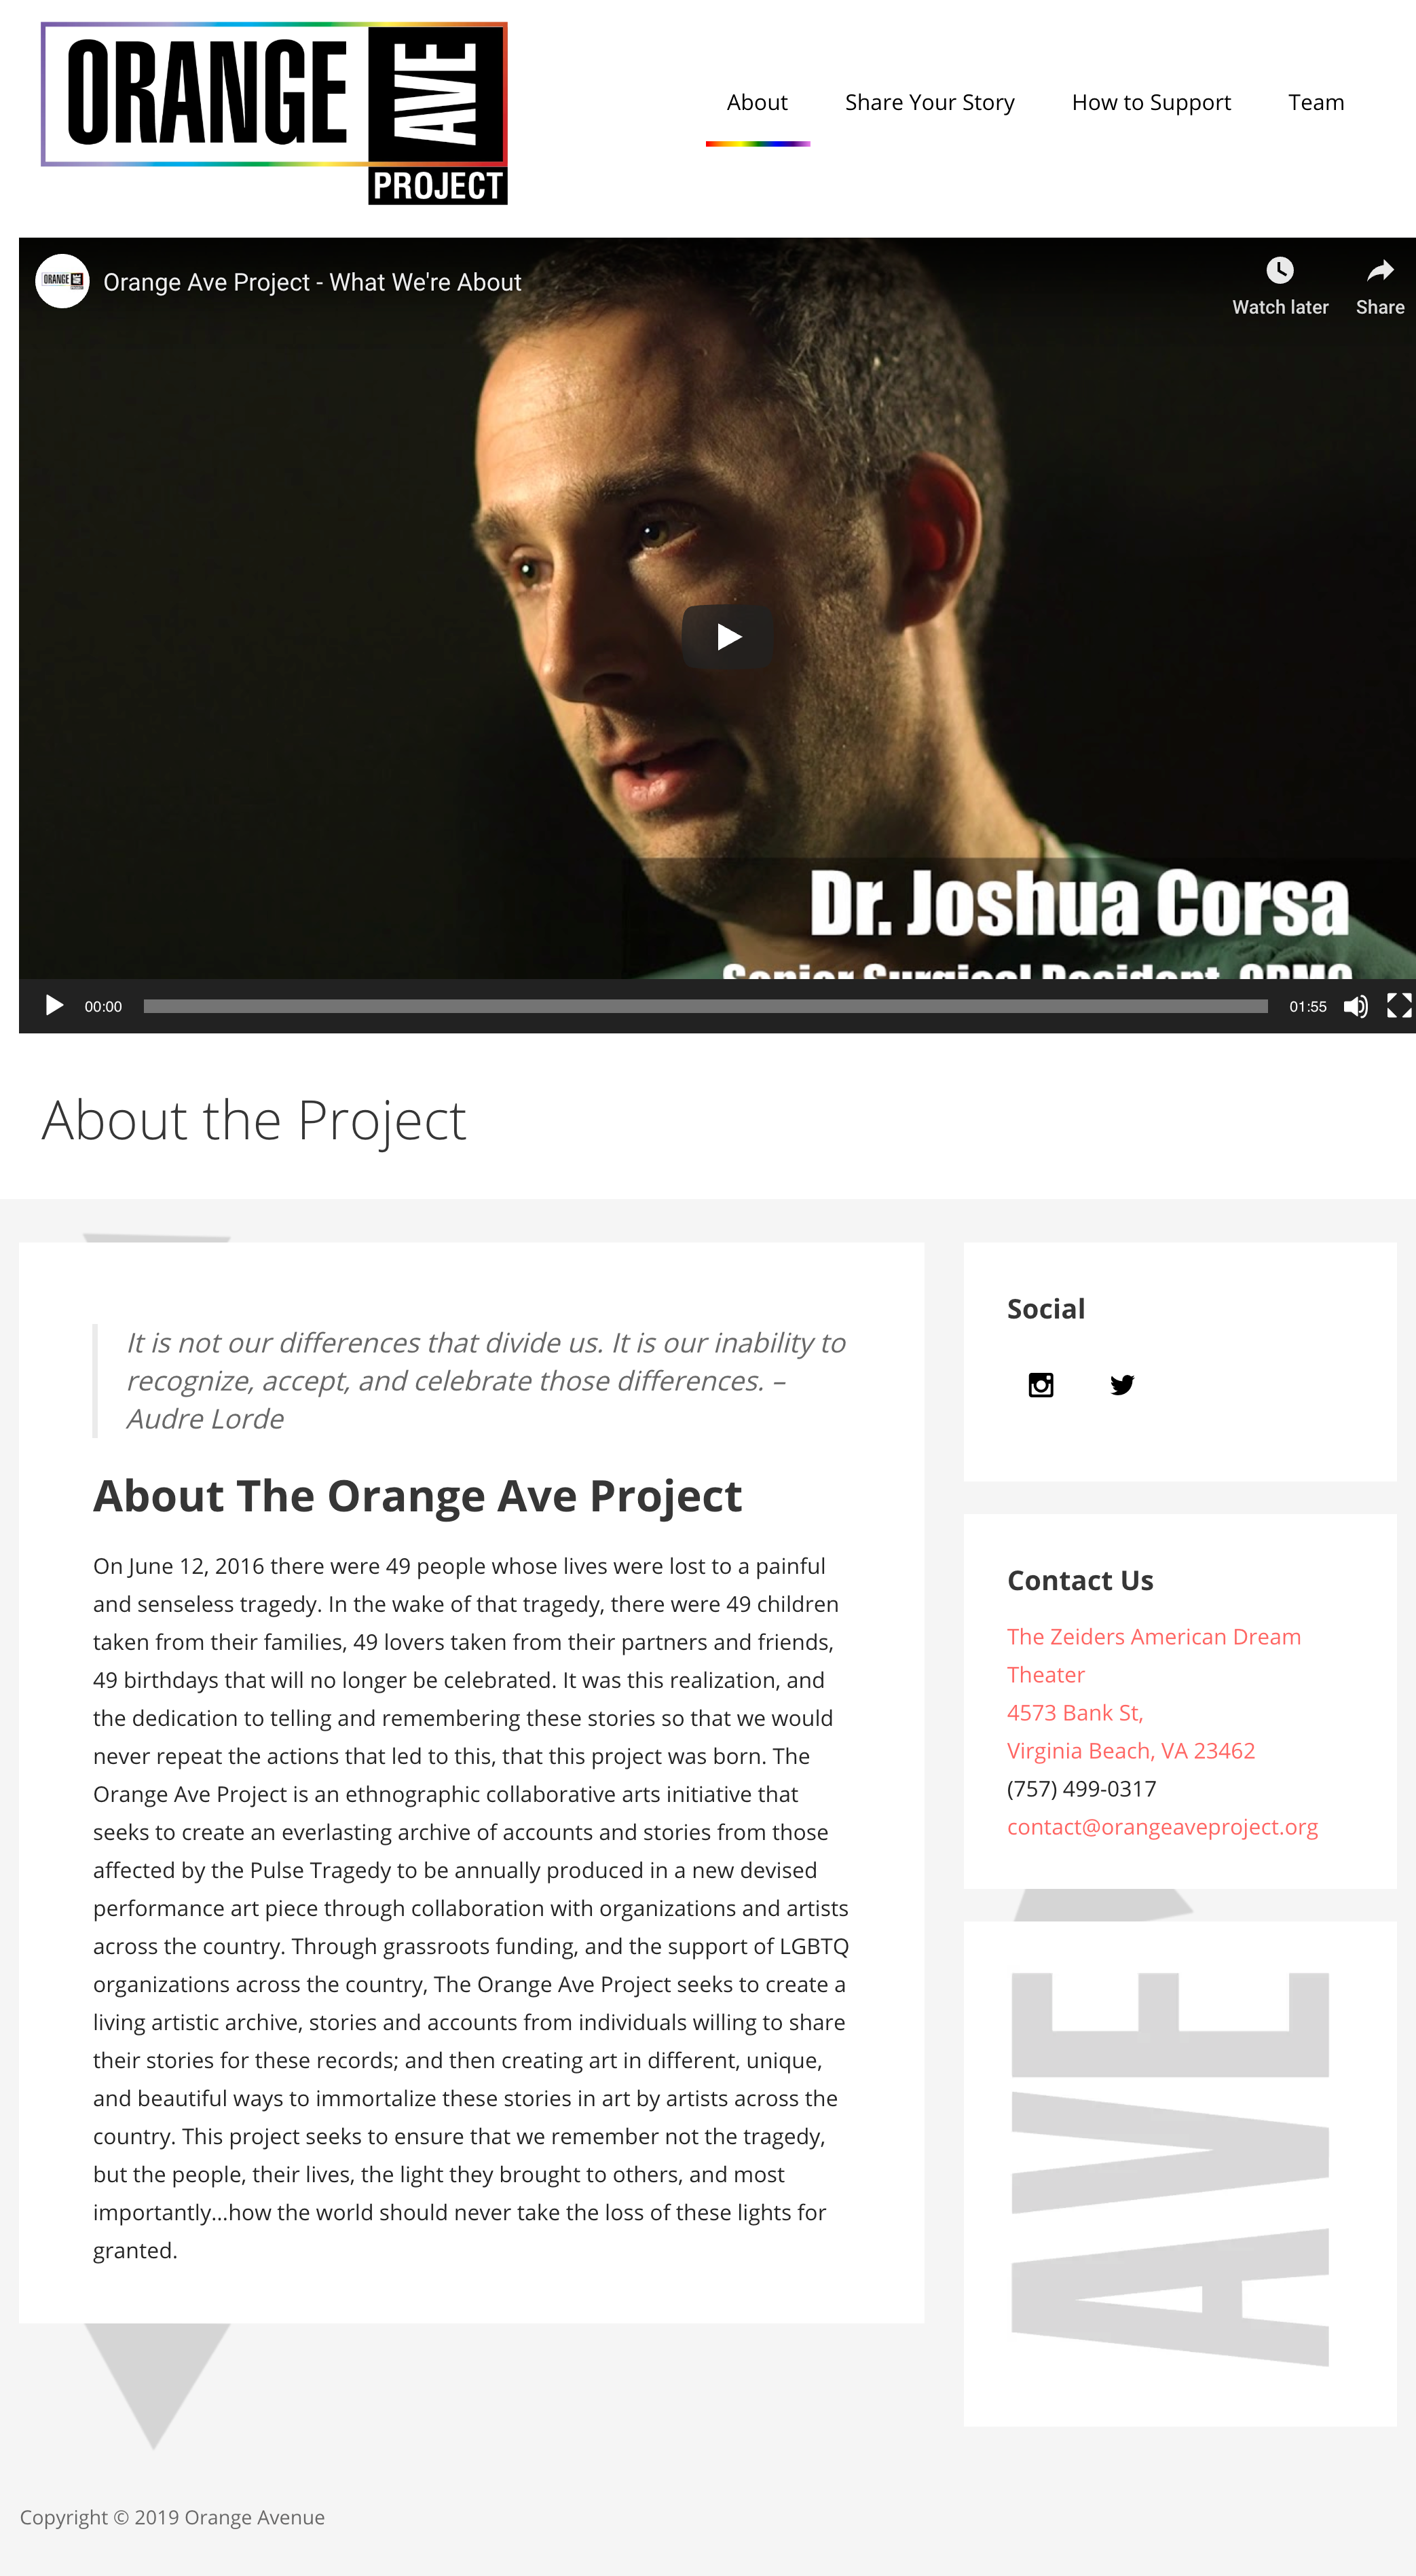 ORANGE AVE
PROJECT
About Share Your Story How to Support Team
ORANGE AVE
Orange Ave Project - What We're About
Watch later Share
Dr. Joshua Corsa
Senior Surgical Resident, ORMC
00:00 01:55
About the Project
It is not our differences that divide us. It is our inability to
recognize, accept, and celebrate those differences. –
Audre Lorde
About The Orange Ave Project
On June 12, 2016 there were 49 people whose lives were lost to a painful
and senseless tragedy. In the wake of that tragedy, there were 49 children
taken from their families, 49 lovers taken from their partners and friends,
49 birthdays that will no longer be celebrated. It was this realization, and
the dedication to telling and remembering these stories so that we would
never repeat the actions that led to this, that this project was born. The
Orange Ave Project is an ethnographic collaborative arts initiative that
seeks to create an everlasting archive of accounts and stories from those
affected by the Pulse Tragedy to be annually produced in a new devised
performance art piece through collaboration with organizations and artists
across the country. Through grassroots funding, and the support of LGBTQ
organizations across the country, The Orange Ave Project seeks to create a
living artistic archive, stories and accounts from individuals willing to share
their stories for these records; and then creating art in different, unique,
and beautiful ways to immortalize these stories in art by artists across the
country. This project seeks to ensure that we remember not the tragedy,
but the people, their lives, the light they brought to others, and most
importantly...how the world should never take the loss of these lights for
granted.
Social
Contact Us
The Zeiders American Dream
Theater
4573 Bank St,
Virginia Beach, VA 23462
(757) 499-0317
contact@orangeaveproject.org
AVE
Copyright © 2019 Orange Avenue